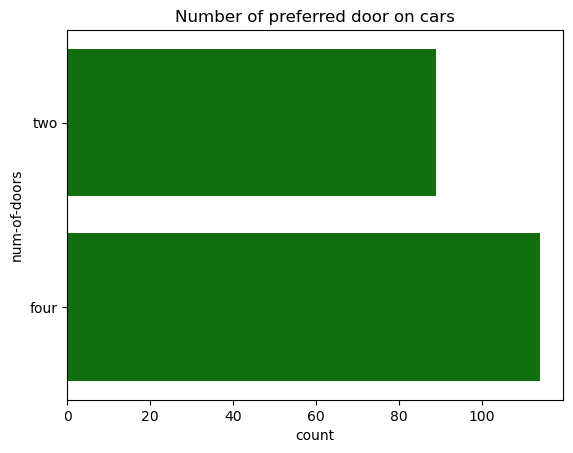 Number of preferred door on cars
num-of-doors
two
four
0 20 40 60 80 100
count